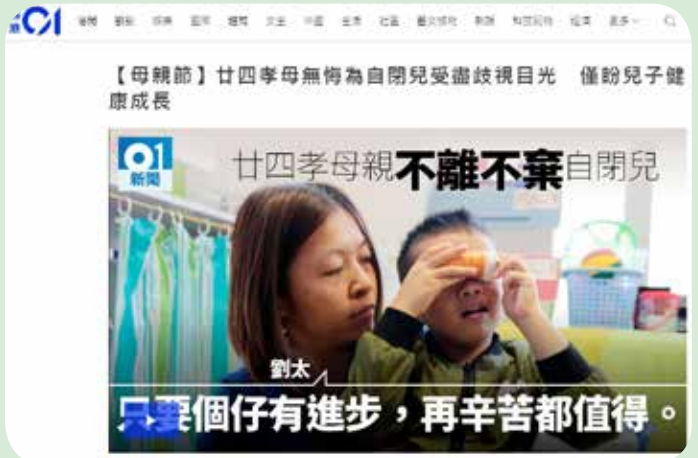 01
【母親節】廿四孝母無悔為自閉兒受盡歧視目光　僅盼兒子健
康成長
01
新聞
廿四孝母親不離不棄自閉兒
劉太
只要個仔有進步，再辛苦都值得。